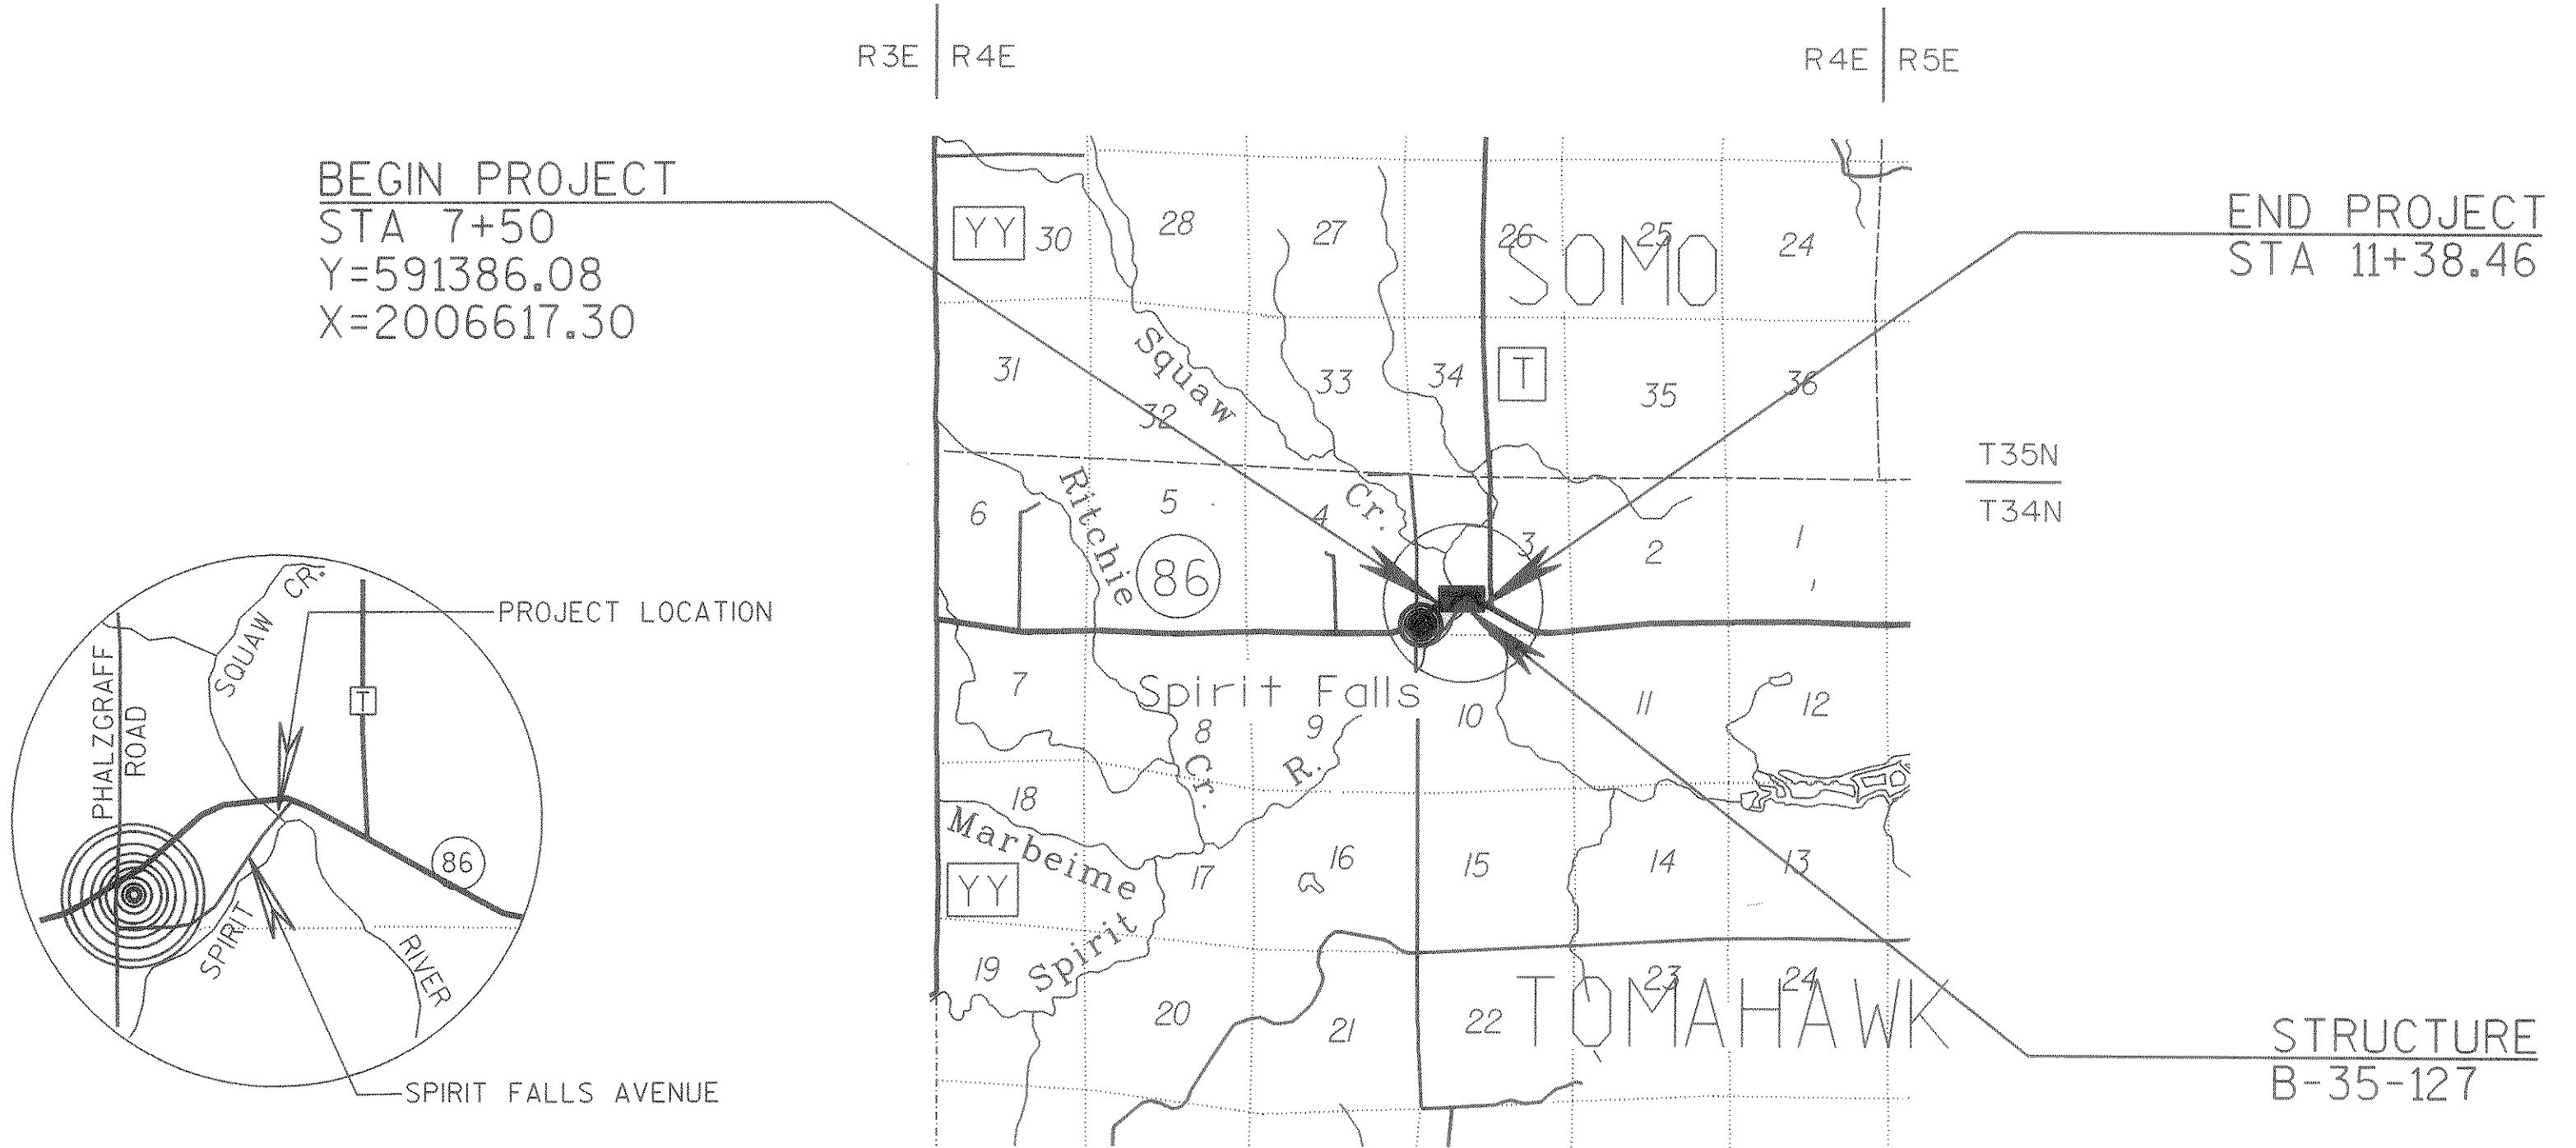 R3E R4E
R4E R5E
BEGIN PROJECT
STA 7+50
Y=591386.08
X=2006617.30
END PROJECT
STA 11+38.46
YY 30 28 27 26 25 24
SOMO
31 32 33 34 T 35 36
Squaw Cr.
T35N
T34N
6 5 4 3 2 1
Ritchie Cr.
86
7 8 9 10 11 12
Spirit Falls
R.
18 17 16 15 14 13
Marbeime
YY
Spirit
19 20 21 22 23 24
TOMAHAWK
STRUCTURE
B-35-127
PROJECT LOCATION
SQUAW CR.
T
PHALZGRAFF
ROAD
86
SPIRIT
RIVER
SPIRIT FALLS AVENUE